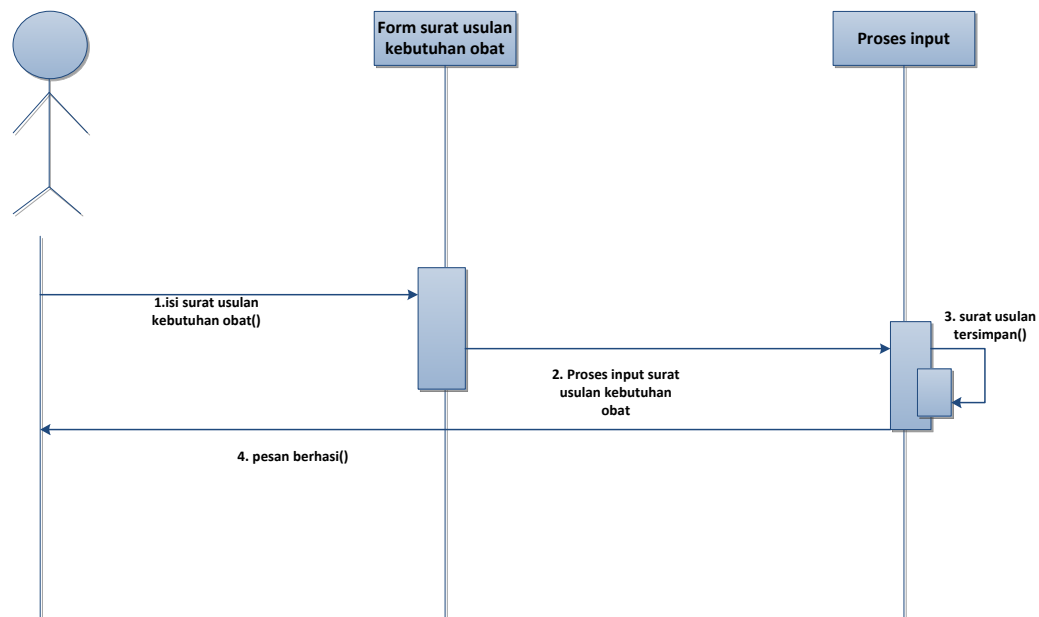 Form surat usulan
kebutuhan obat
Proses input
1.isi surat usulan
kebutuhan obat()
3. surat usulan
tersimpan()
2. Proses input surat
usulan kebutuhan
obat
4. pesan berhasi()